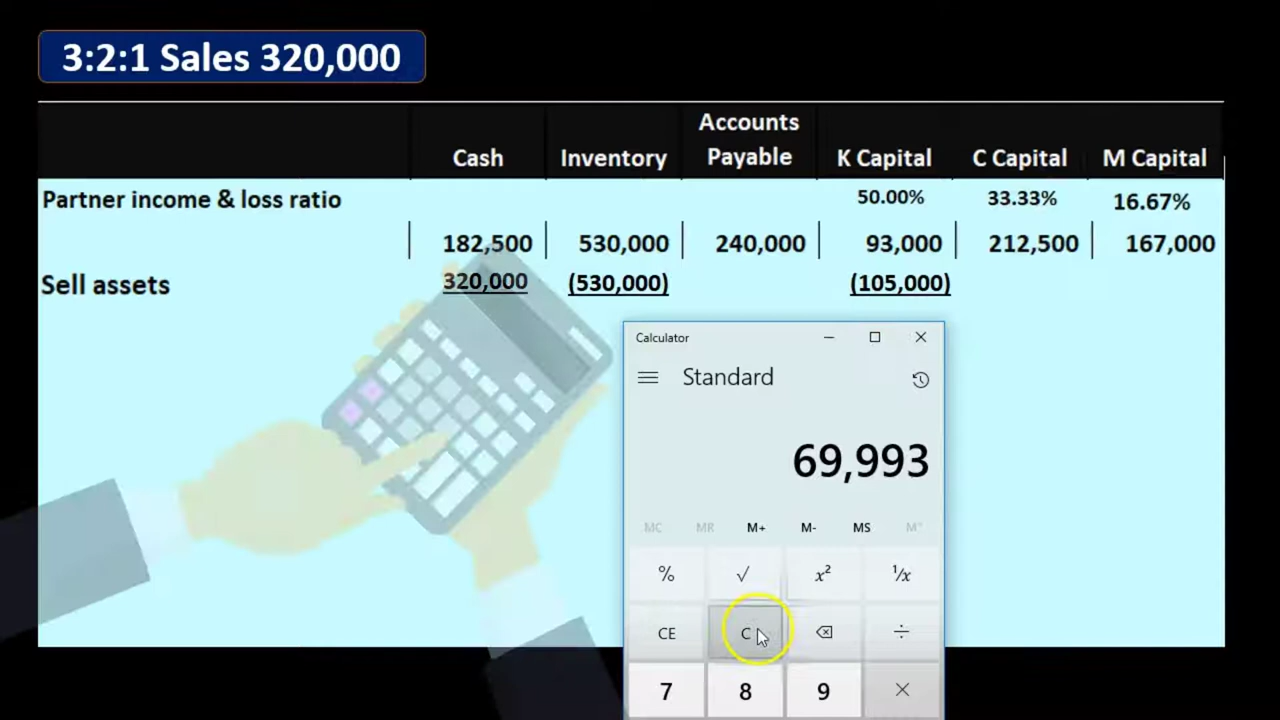 3:2:1 Sales 320,000
Cash Inventory Accounts Payable K Capital C Capital M Capital
Partner income & loss ratio 50.00% 33.33% 16.67%
182,500 530,000 240,000 93,000 212,500 167,000
Sell assets 320,000 (530,000) (105,000)
Calculator
Standard
69,993
MC MR M+ M- MS M˅
% √ x² ¹/x
CE C ⌫ ÷
7 8 9 ×